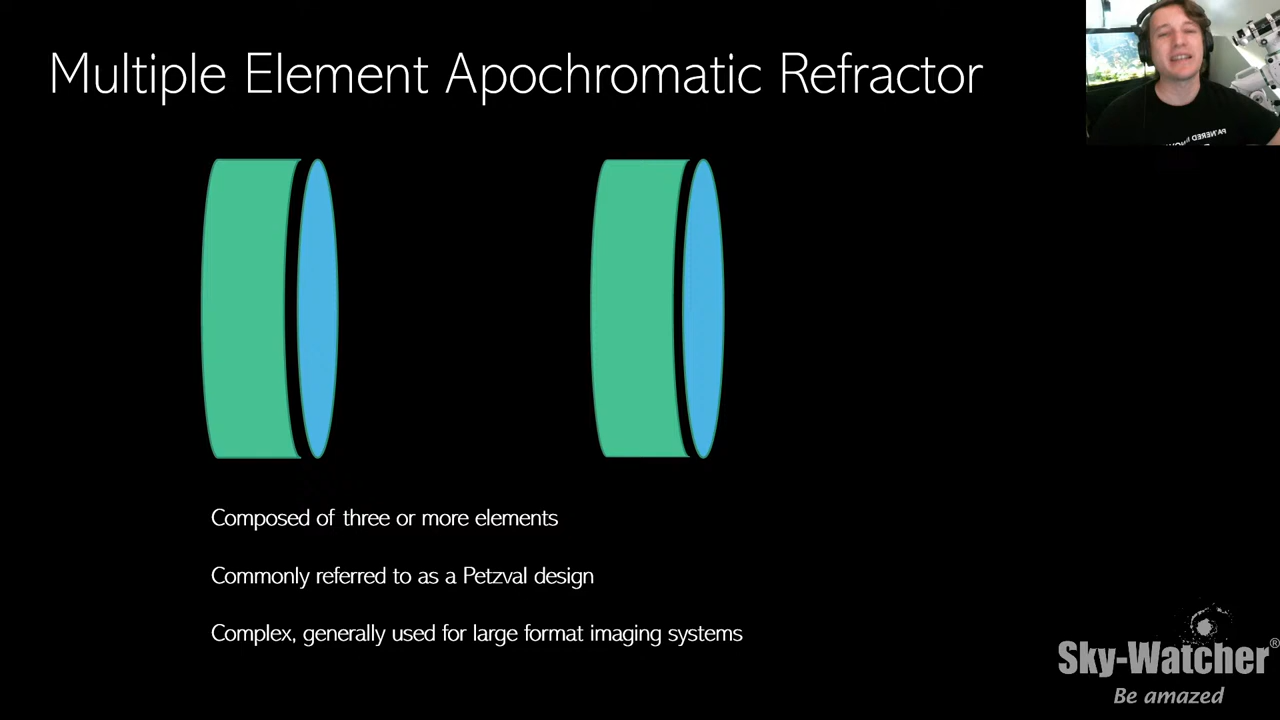 Multiple Element Apochromatic Refractor
Composed of three or more elements
Commonly referred to as a Petzval design
Complex, generally used for large format imaging systems
Sky-Watcher®
Be amazed